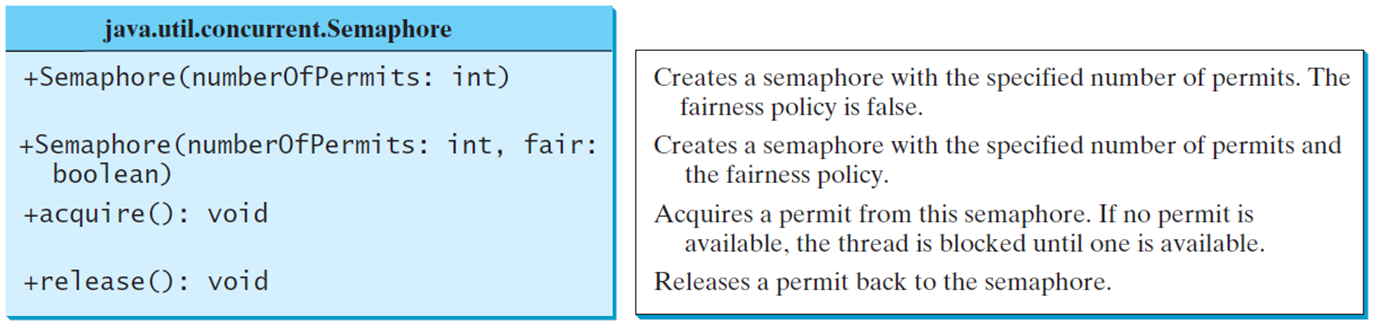 java.util.concurrent.Semaphore
+Semaphore(numberOfPermits: int)
Creates a semaphore with the specified number of permits. The
fairness policy is false.
+Semaphore(numberOfPermits: int, fair:
boolean)
Creates a semaphore with the specified number of permits and
the fairness policy.
+acquire(): void
Acquires a permit from this semaphore. If no permit is
available, the thread is blocked until one is available.
+release(): void
Releases a permit back to the semaphore.